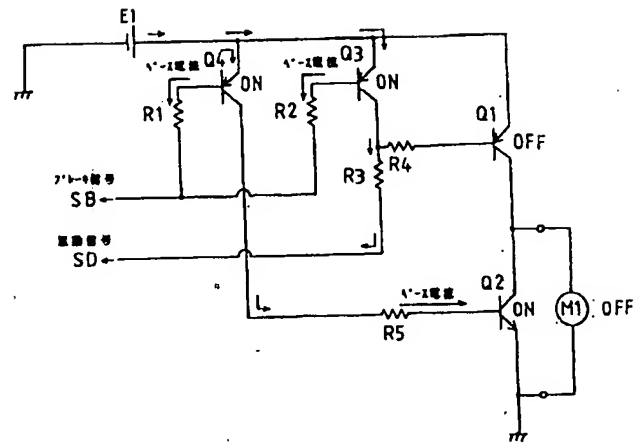 E1
Q4
ベース電流
ON
Q3
ベース電流
ON
R1
R2
Q1
OFF
R4
R3
ブレーキ信号
SB
駆動信号
SD
Q2
ベース電流
ON
R5
M1
OFF